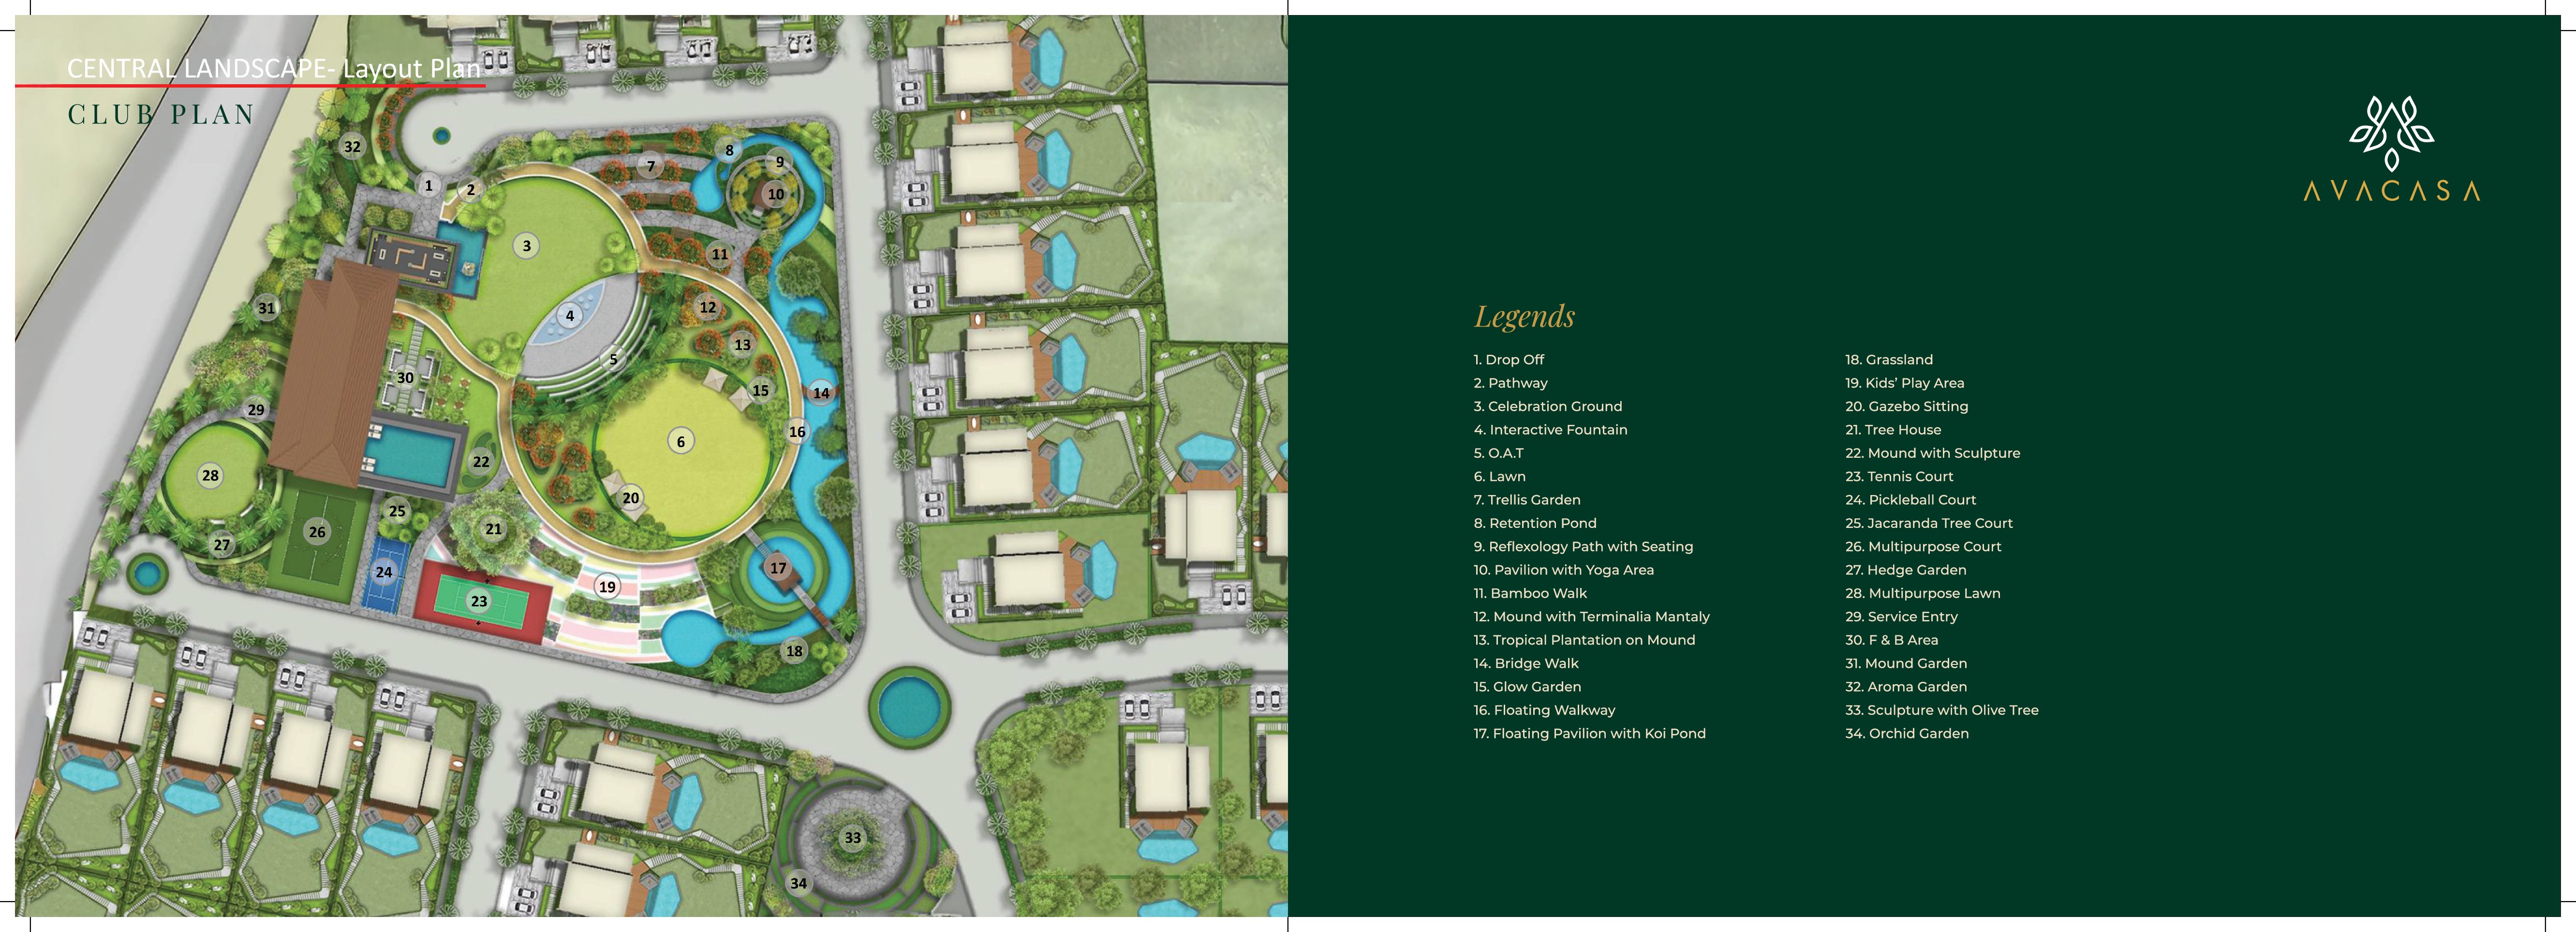 CENTRAL LANDSCAPE- Layout Plan
CLUB PLAN
32
1
2
3
7
8
9
10
11
31
4
12
13
5
30
15
14
29
16
6
22
28
20
25
21
26
27
24
17
19
23
18
33
34
AVACASA
Legends
1. Drop Off
2. Pathway
3. Celebration Ground
4. Interactive Fountain
5. O.A.T
6. Lawn
7. Trellis Garden
8. Retention Pond
9. Reflexology Path with Seating
10. Pavilion with Yoga Area
11. Bamboo Walk
12. Mound with Terminalia Mantaly
13. Tropical Plantation on Mound
14. Bridge Walk
15. Glow Garden
16. Floating Walkway
17. Floating Pavilion with Koi Pond
18. Grassland
19. Kids’ Play Area
20. Gazebo Sitting
21. Tree House
22. Mound with Sculpture
23. Tennis Court
24. Pickleball Court
25. Jacaranda Tree Court
26. Multipurpose Court
27. Hedge Garden
28. Multipurpose Lawn
29. Service Entry
30. F & B Area
31. Mound Garden
32. Aroma Garden
33. Sculpture with Olive Tree
34. Orchid Garden